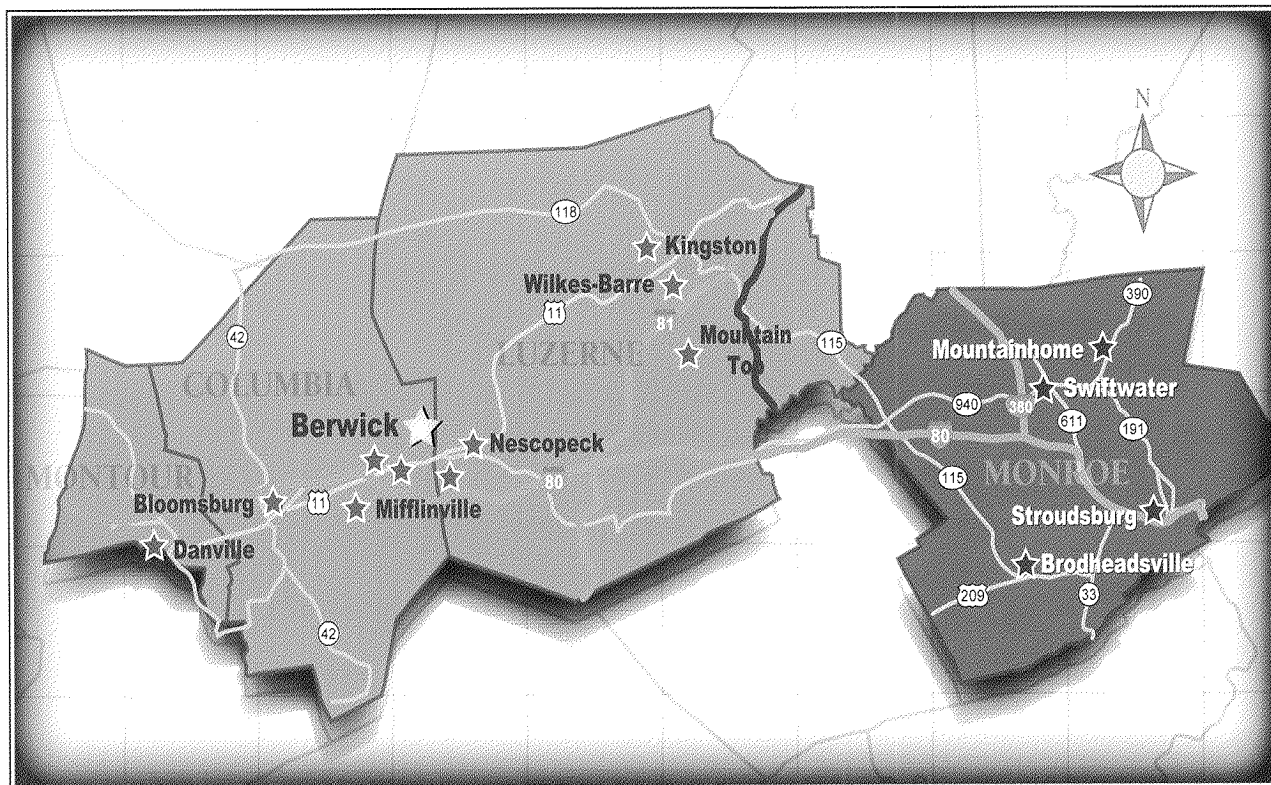 N
118
390
Kingston
Wilkes-Barre
11
81
42
115
Mountainhome
Mountain
Top
LUZERNE
COLUMBIA
Swiftwater
940
380
Berwick
611
191
80
Nescopeck
MONROE
MONTOUR
80
115
Bloomsburg
11
Mifflinville
Stroudsburg
Danville
Brodheadsville
209
33
42